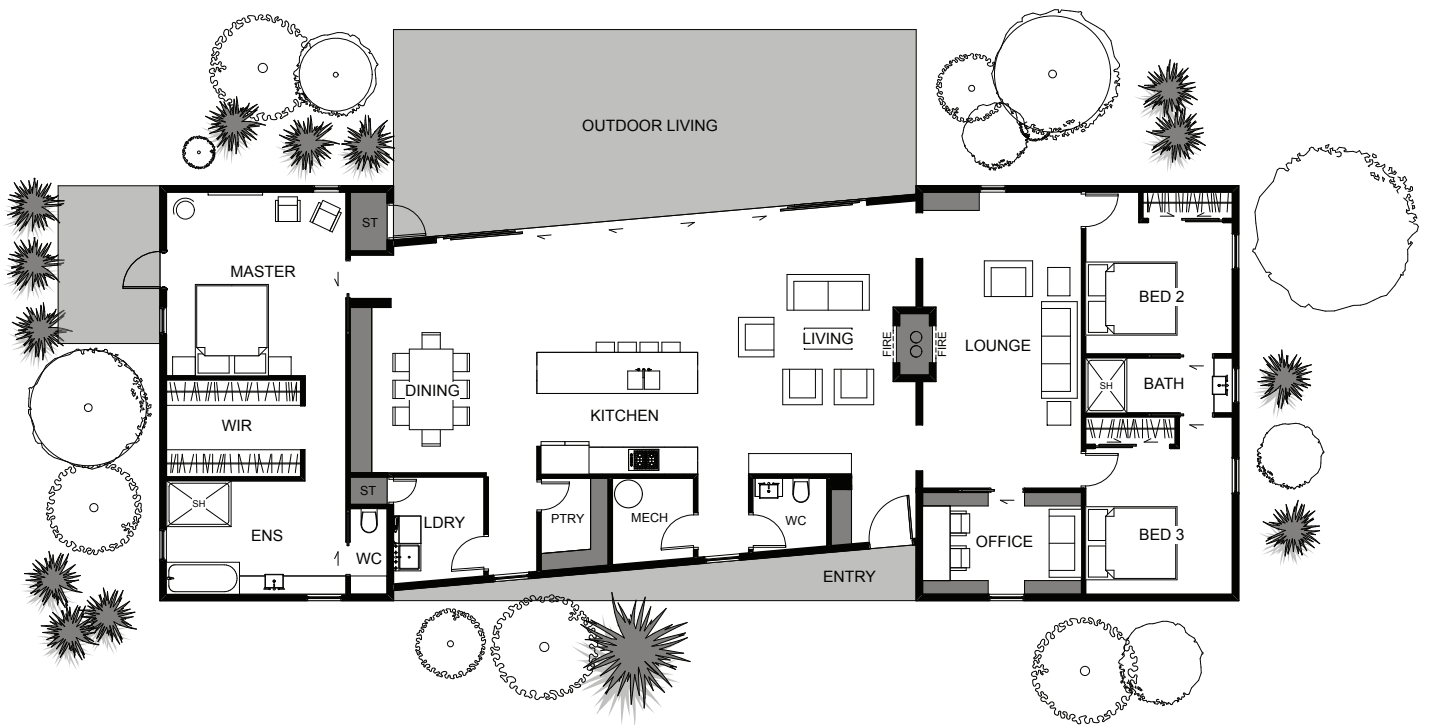 OUTDOOR LIVING
ST
MASTER
BED 2
LIVING
FIRE
FIRE
LOUNGE
DINING
SH
BATH
KITCHEN
WIR
ST
SH
LDRY
PTRY
MECH
WC
ENS
OFFICE
BED 3
WC
ENTRY